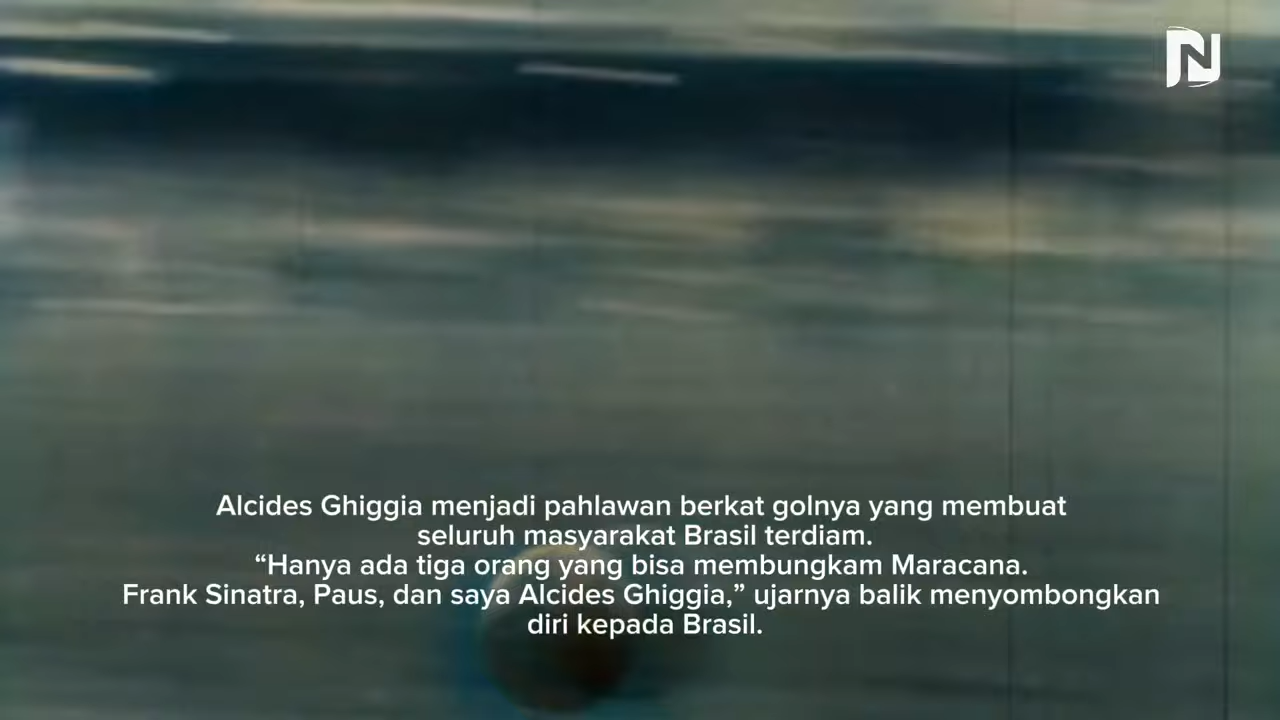 Alcides Ghiggia menjadi pahlawan berkat golnya yang membuat
seluruh masyarakat Brasil terdiam.
“Hanya ada tiga orang yang bisa membungkam Maracana.
Frank Sinatra, Paus, dan saya Alcides Ghiggia,” ujarnya balik menyombongkan
diri kepada Brasil.